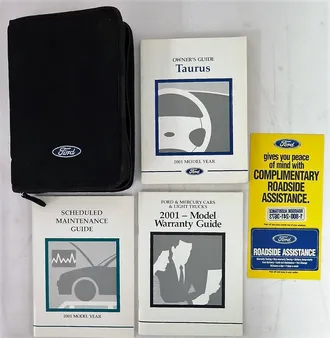 Ford
OWNER'S GUIDE
Taurus
2001 MODEL YEAR
Ford
SCHEDULED
MAINTENANCE
GUIDE
2001 MODEL YEAR
FORD & MERCURY CARS
& LIGHT TRUCKS
2001 – Model
Warranty Guide
Ford
gives you peace
of mind with
COMPLIMENTARY
ROADSIDE
ASSISTANCE.
Ford
ROADSIDE ASSISTANCE